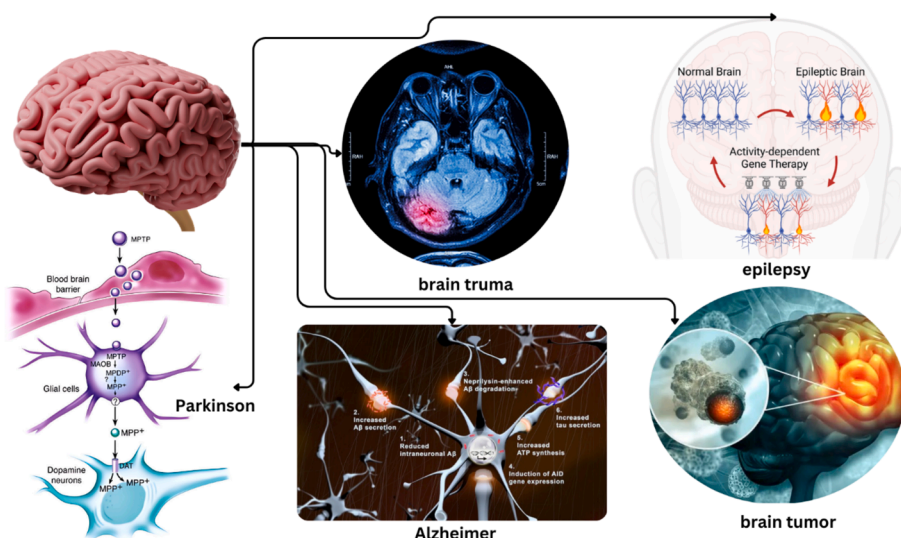 MPTP
Blood brain
barrier
MPTP
MAOB
MPDP+
?
MPP+
?
Glial cells
MPP+
DAT
Dopamine
neurons
MPP+ MPP+
Parkinson
RAH
RAH
brain truma
Normal Brain
Epileptic Brain
Activity-dependent
Gene Therapy
epilepsy
1.
Reduced
intraneuronal Aβ
2.
Increased
Aβ secretion
3.
Neprilysin-enhanced
Aβ degradation
4.
Induction of AID
gene expression
5.
Increased
ATP synthesis
6.
Increased
tau secretion
Alzheimer
brain tumor